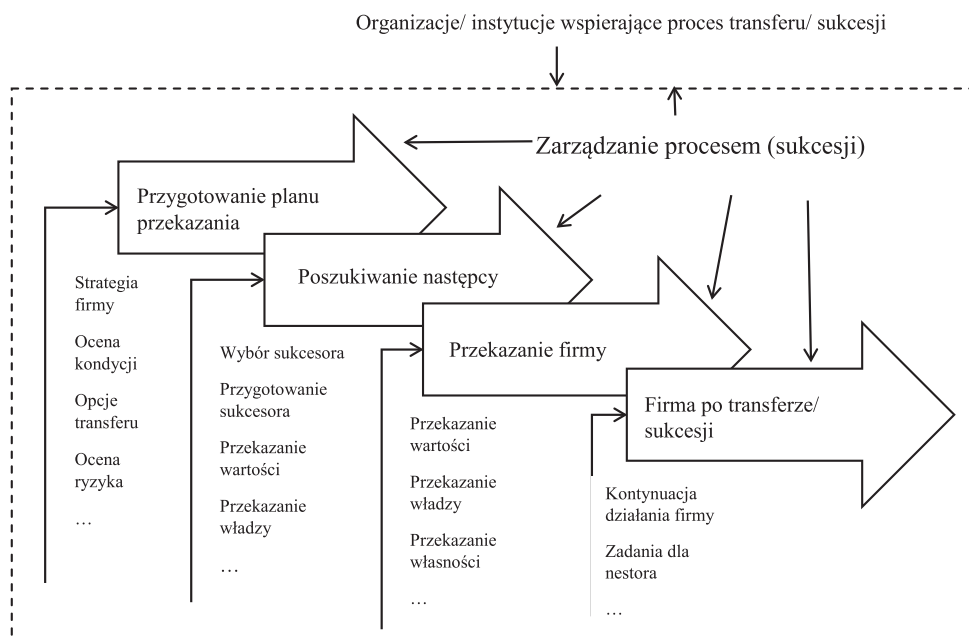 Organizacje/ instytucje wspierające proces transferu/ sukcesji
Zarządzanie procesem (sukcesji)
Przygotowanie planu
przekazania
Strategia
firmy
Ocena
kondycji
Opcje
transferu
Ocena
ryzyka
…
Poszukiwanie następcy
Wybór sukcesora
Przygotowanie
sukcesora
Przekazanie
wartości
Przekazanie
władzy
…
Przekazanie firmy
Przekazanie
wartości
Przekazanie
władzy
Przekazanie
własności
…
Firma po transferze/
sukcesji
Kontynuacja
działania firmy
Zadania dla
nestora
…